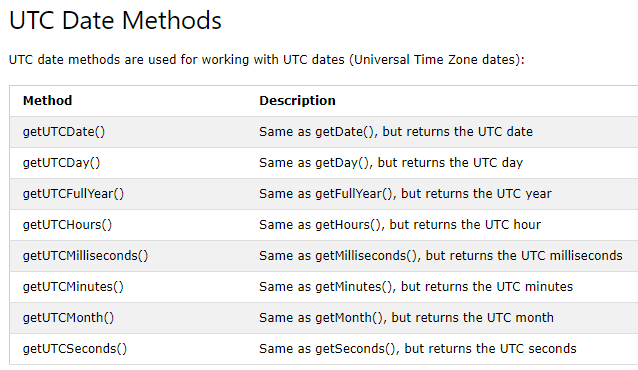 UTC Date Methods
UTC date methods are used for working with UTC dates (Universal Time Zone dates):
Method Description
getUTCDate() Same as getDate(), but returns the UTC date
getUTCDay() Same as getDay(), but returns the UTC day
getUTCFullYear() Same as getFullYear(), but returns the UTC year
getUTCHours() Same as getHours(), but returns the UTC hour
getUTCMilliseconds() Same as getMilliseconds(), but returns the UTC milliseconds
getUTCMinutes() Same as getMinutes(), but returns the UTC minutes
getUTCMonth() Same as getMonth(), but returns the UTC month
getUTCSeconds() Same as getSeconds(), but returns the UTC seconds